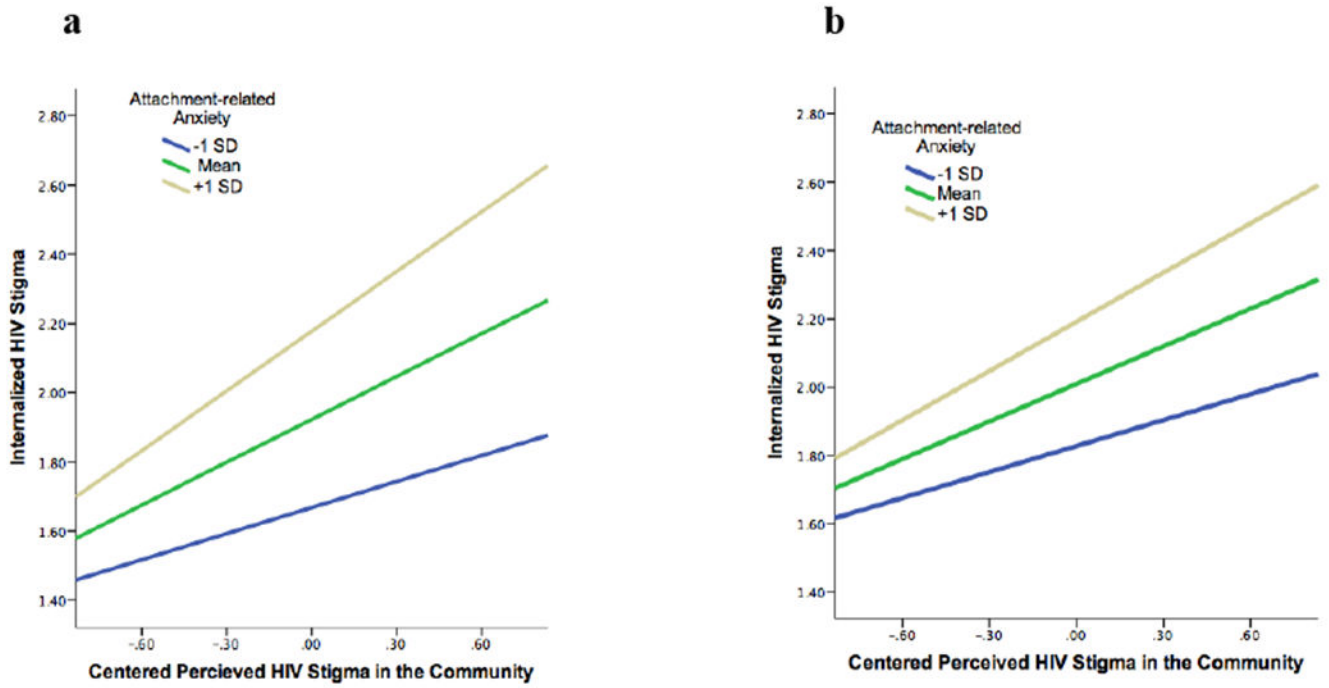 a
Attachment-related
Anxiety
-1 SD
Mean
+1 SD
2.80
2.60
2.40
2.20
2.00
1.80
1.60
1.40
Internalized HIV Stigma
-.60
-.30
.00
.30
.60
Centered Percieved HIV Stigma in the Community
b
Attachment-related
Anxiety
-1 SD
Mean
+1 SD
2.80
2.60
2.40
2.20
2.00
1.80
1.60
1.40
Internalized HIV Stigma
-.60
-.30
.00
.30
.60
Centered Perceived HIV Stigma in the Community